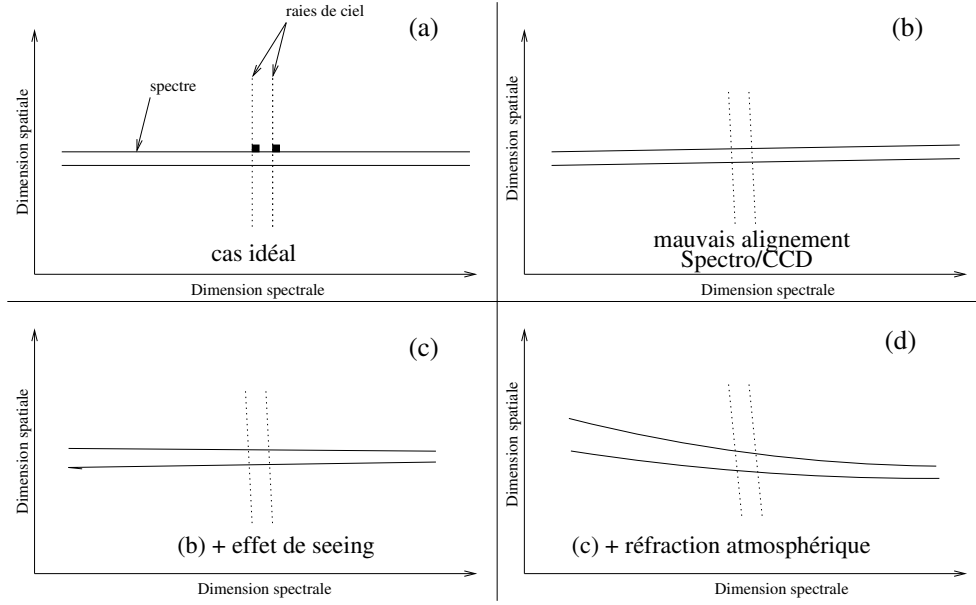 raies de ciel
(a)
spectre
Dimension spatiale
cas idéal
Dimension spectrale
(b)
Dimension spatiale
mauvais alignement
Spectro/CCD
Dimension spectrale
(c)
Dimension spatiale
(b) + effet de seeing
Dimension spectrale
(d)
Dimension spatiale
(c) + réfraction atmosphérique
Dimension spectrale